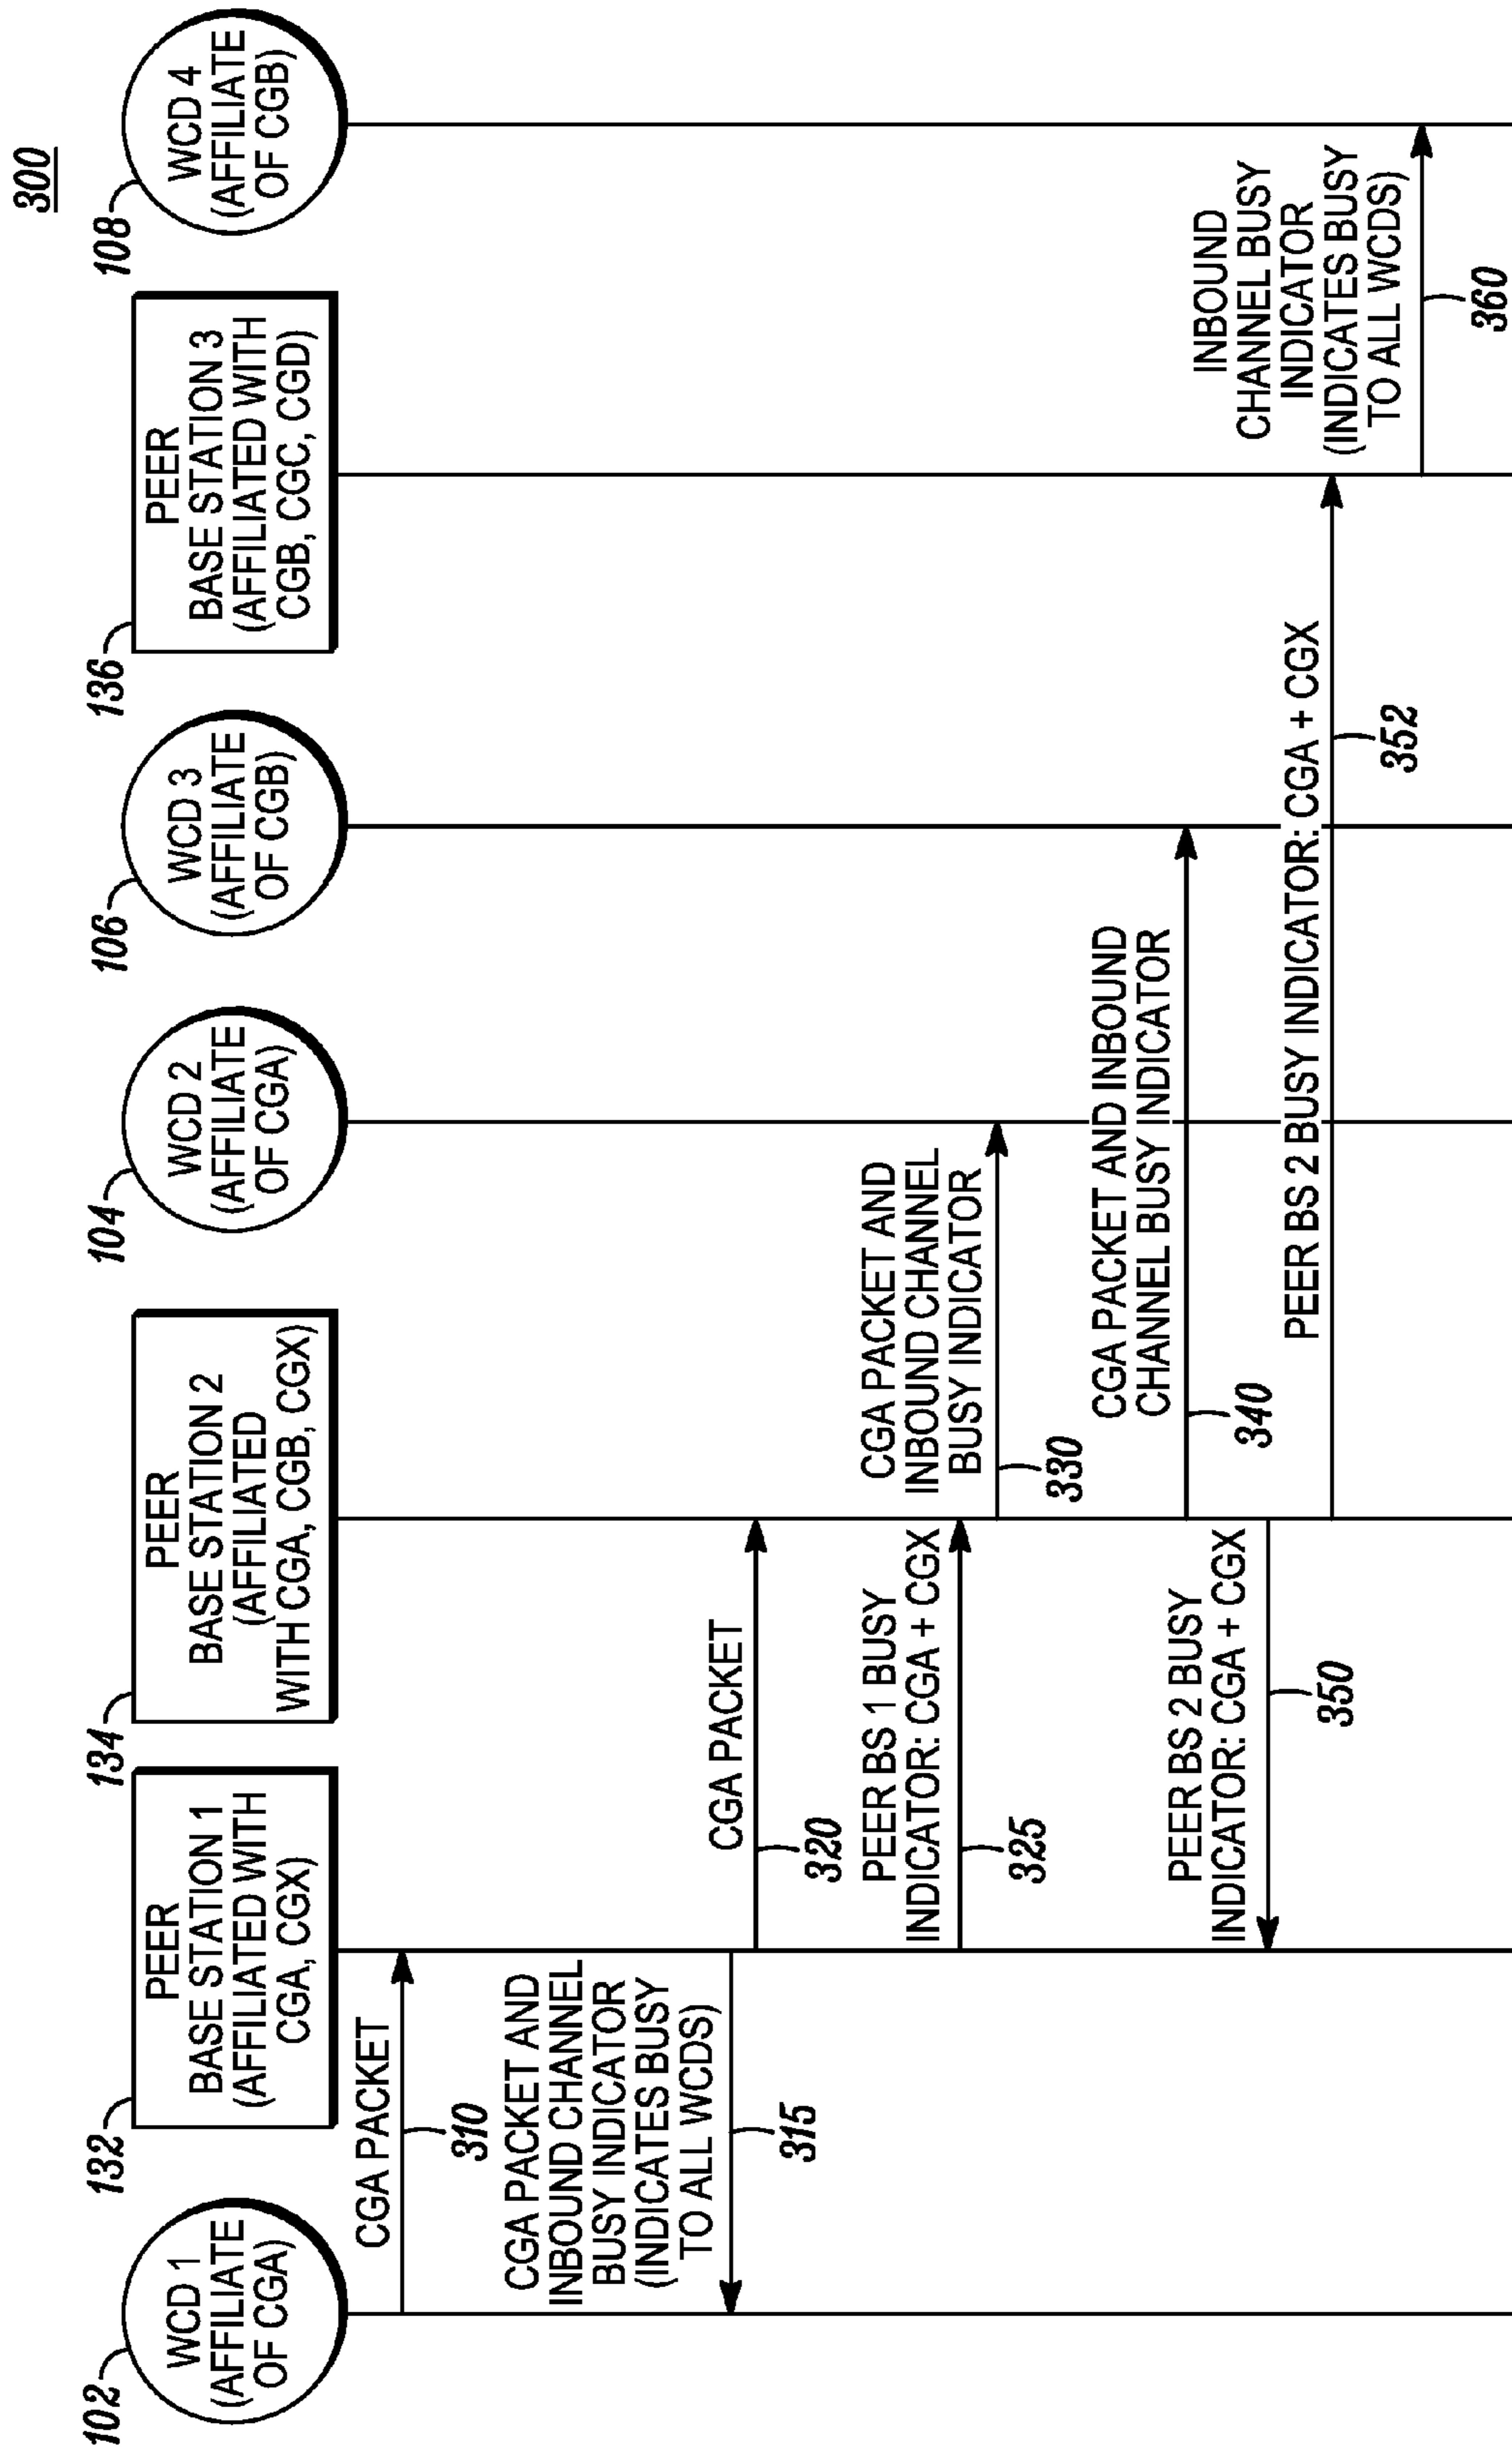 300
102
WCD 1
(AFFILIATE
OF CGA)
132
PEER
BASE STATION 1
(AFFILIATED WITH
CGA, CGX)
134
PEER
BASE STATION 2
(AFFILIATED
WITH CGA, CGB, CGX)
104
WCD 2
(AFFILIATE
OF CGA)
106
WCD 3
(AFFILIATE
OF CGB)
136
PEER
BASE STATION 3
(AFFILIATED WITH
CGB, CGC, CGD)
108
WCD 4
(AFFILIATE
OF CGB)
CGA PACKET
310
CGA PACKET AND
INBOUND CHANNEL
BUSY INDICATOR
(INDICATES BUSY
TO ALL WCDS)
315
CGA PACKET
320
PEER BS 1 BUSY
INDICATOR: CGA + CGX
325
CGA PACKET AND
INBOUND CHANNEL
BUSY INDICATOR
330
CGA PACKET AND INBOUND
CHANNEL BUSY INDICATOR
340
PEER BS 2 BUSY
INDICATOR: CGA + CGX
350
PEER BS 2 BUSY INDICATOR: CGA + CGX
352
INBOUND
CHANNEL BUSY
INDICATOR
(INDICATES BUSY
TO ALL WCDS)
360